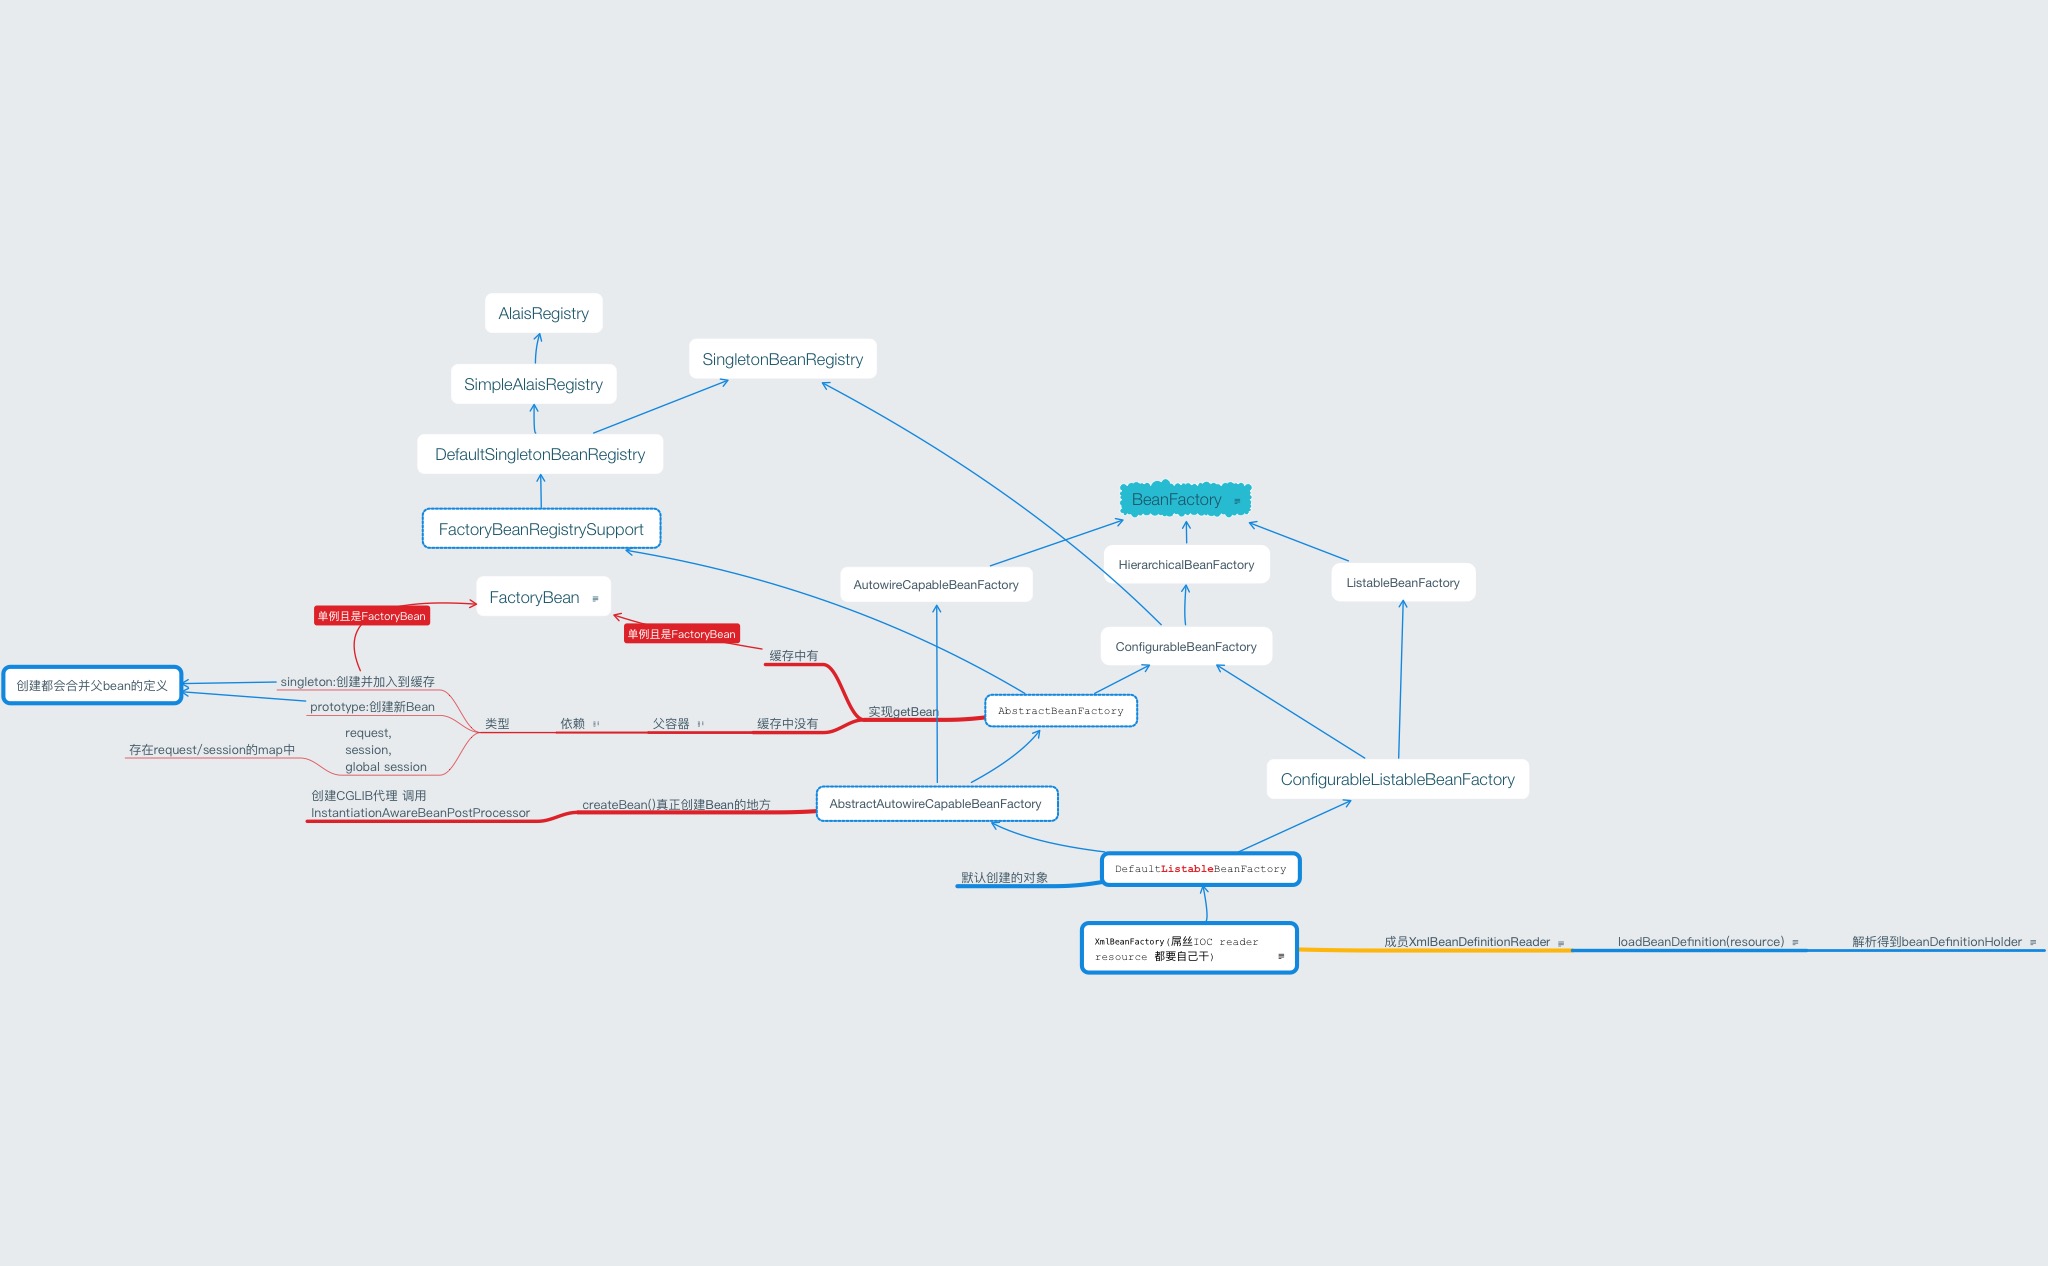 AlaisRegistry
SingletonBeanRegistry
SimpleAlaisRegistry
DefaultSingletonBeanRegistry
BeanFactory
FactoryBeanRegistrySupport
HierarchicalBeanFactory
AutowireCapableBeanFactory
ListableBeanFactory
FactoryBean
单例且是FactoryBean
单例且是FactoryBean
ConfigurableBeanFactory
缓存中有
创建都会合并父bean的定义
singleton:创建并加入到缓存
prototype:创建新Bean
实现getBean
AbstractBeanFactory
类型
依赖
父容器
缓存中没有
request,
session,
global session
存在request/session的map中
ConfigurableListableBeanFactory
创建CGLIB代理 调用
InstantiationAwareBeanPostProcessor
createBean()真正创建Bean的地方
AbstractAutowireCapableBeanFactory
DefaultListableBeanFactory
默认创建的对象
XmlBeanFactory(屌丝IOC reader
resource 都要自己干)
成员XmlBeanDefinitionReader
loadBeanDefinition(resource)
解析得到beanDefinitionHolder